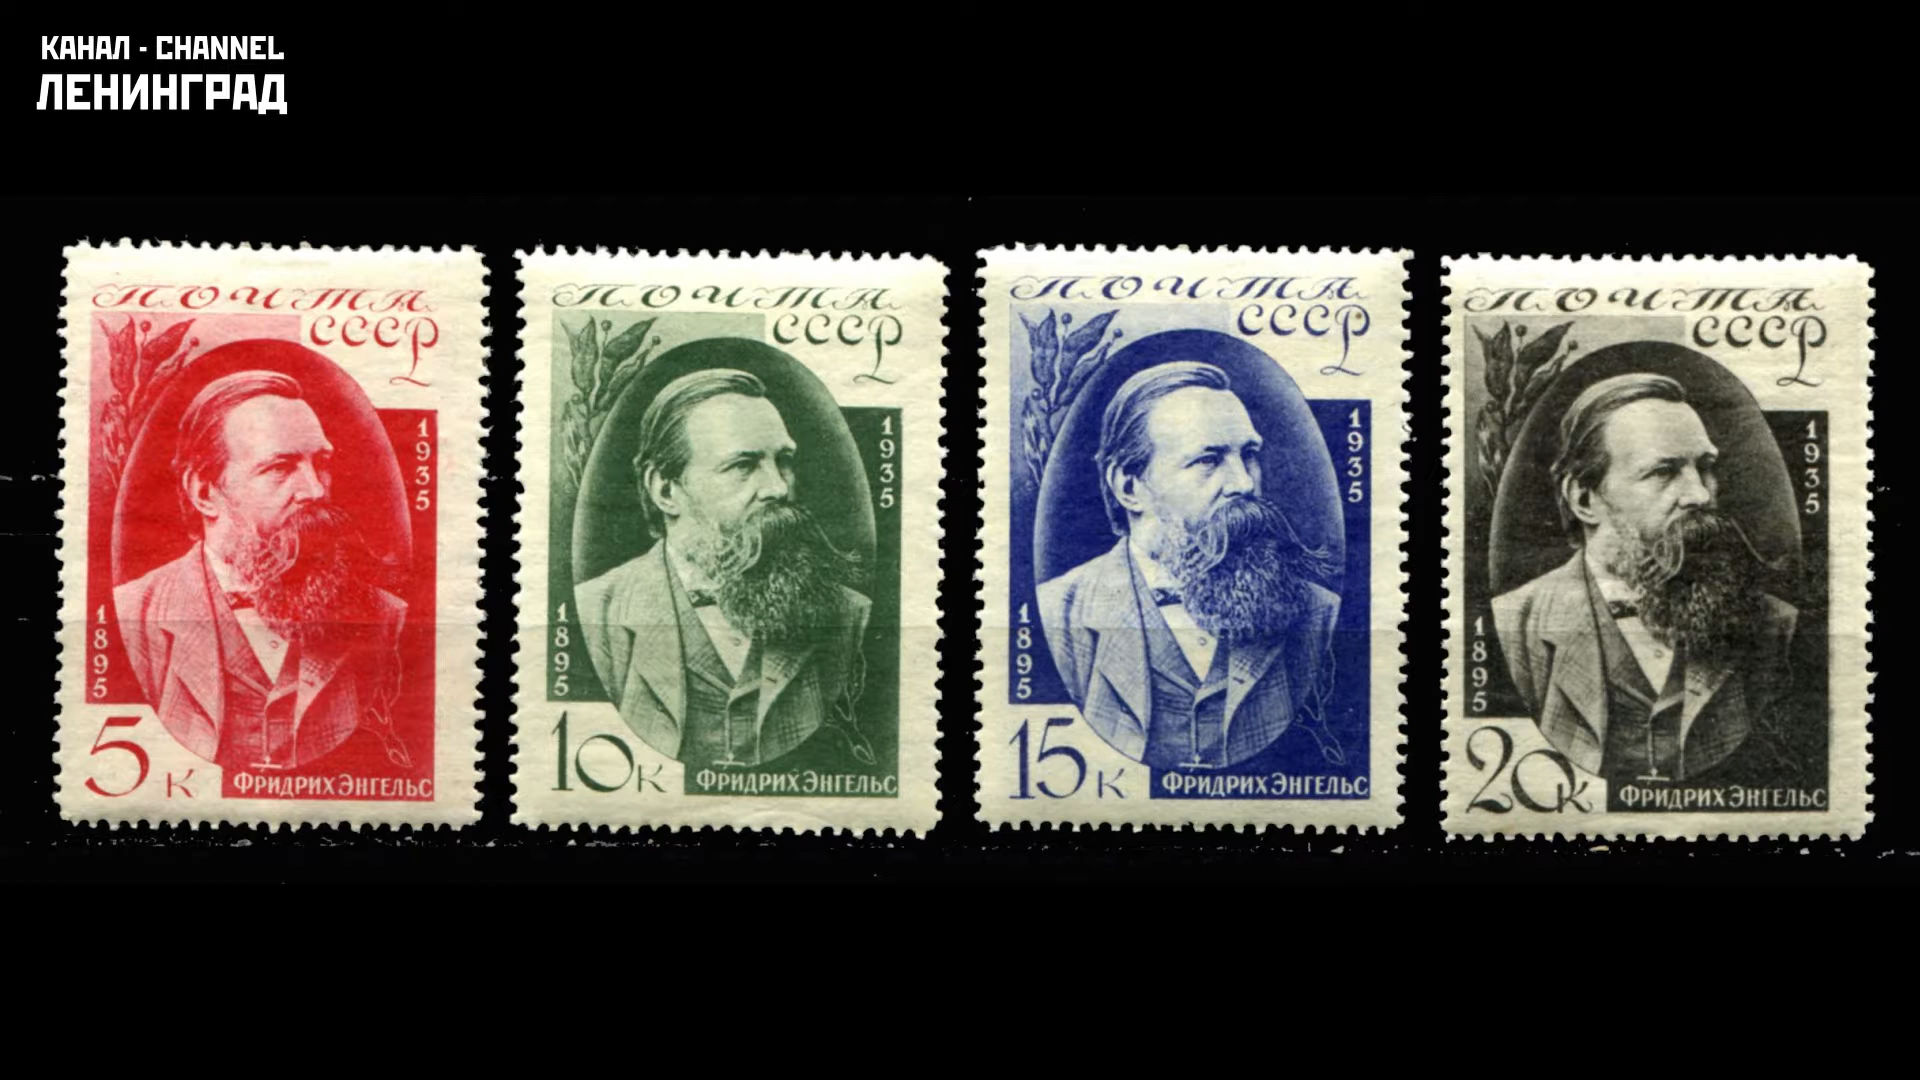 КАНАЛ - CHANNEL
ЛЕНИНГРАД
ПОЧТА
СССР
1935
1895
5 К
ФРИДРИХ ЭНГЕЛЬС
ПОЧТА
СССР
1935
1895
10 К
ФРИДРИХ ЭНГЕЛЬС
ПОЧТА
СССР
1935
1895
15 К
ФРИДРИХ ЭНГЕЛЬС
ПОЧТА
СССР
1935
1895
20 К
ФРИДРИХ ЭНГЕЛЬС